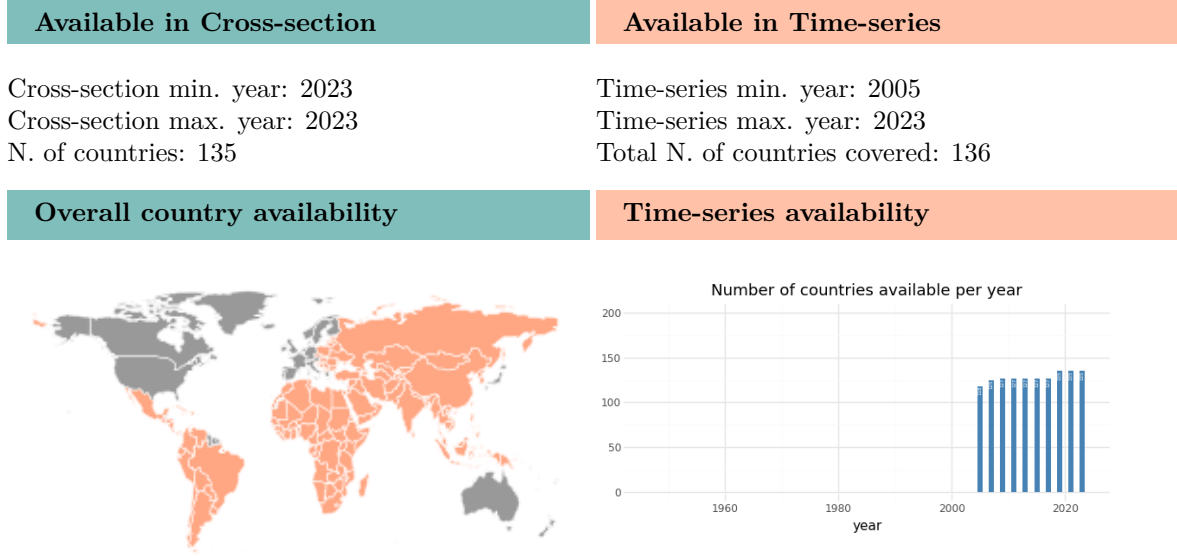 Available in Cross-section
Available in Time-series
Cross-section min. year: 2023
Cross-section max. year: 2023
N. of countries: 135
Time-series min. year: 2005
Time-series max. year: 2023
Total N. of countries covered: 136
Overall country availability
Time-series availability
Number of countries available per year
200
150
100
50
0
1960
1980
2000
2020
year